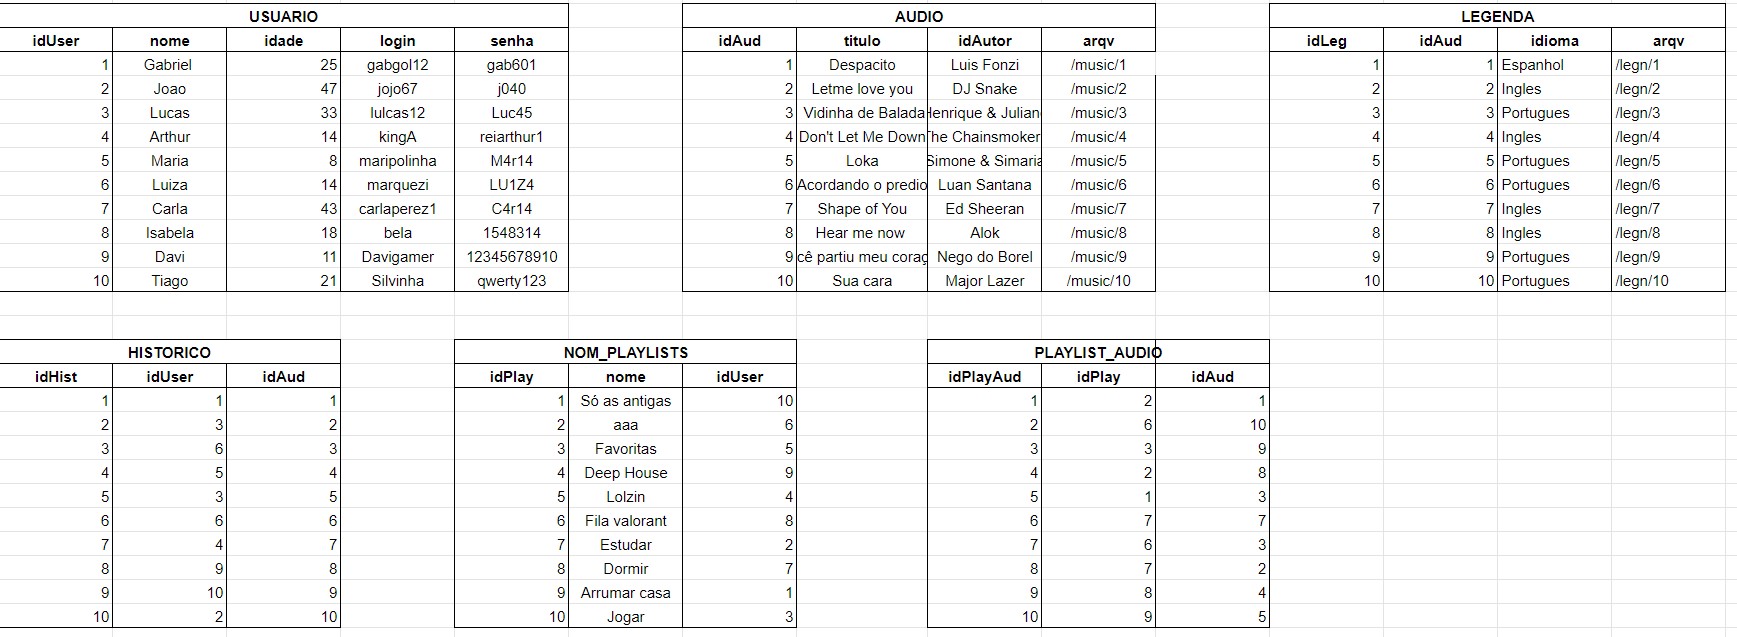 USUARIO AUDIO LEGENDA
idUser nome idade login senha idAud titulo idAutor arqv idLeg idAud idioma arqv
1 Gabriel 25 gabgol12 gab601 1 Despacito Luis Fonzi /music/1 1 1 Espanhol /legn/1
2 Joao 47 jojo67 j040 2 Letme love you DJ Snake /music/2 2 2 Ingles /legn/2
3 Lucas 33 lulcas12 Luc45 3 Vidinha de Balada Henrique & Julian /music/3 3 3 Portugues /legn/3
4 Arthur 14 kingA reiarthur1 4 Don't Let Me Down The Chainsmoker /music/4 4 4 Ingles /legn/4
5 Maria 8 maripolinha M4r14 5 Loka Simone & Simaria /music/5 5 5 Portugues /legn/5
6 Luiza 14 marquezi LU1Z4 6 Acordando o predio Luan Santana /music/6 6 6 Portugues /legn/6
7 Carla 43 carlaperez1 C4r14 7 Shape of You Ed Sheeran /music/7 7 7 Ingles /legn/7
8 Isabela 18 bela 1548314 8 Hear me now Alok /music/8 8 8 Ingles /legn/8
9 Davi 11 Davigamer 12345678910 9 cê partiu meu coraç Nego do Borel /music/9 9 9 Portugues /legn/9
10 Tiago 21 Silvinha qwerty123 10 Sua cara Major Lazer /music/10 10 10 Portugues /legn/10
HISTORICO NOM_PLAYLISTS PLAYLIST_AUDIO
idHist idUser idAud idPlay nome idUser idPlayAud idPlay idAud
1 1 1 1 Só as antigas 10 1 2 1
2 3 2 2 aaa 6 2 6 10
3 6 3 3 Favoritas 5 3 3 9
4 5 4 4 Deep House 9 4 2 8
5 3 5 5 Lolzin 4 5 1 3
6 6 6 6 Fila valorant 8 6 7 7
7 4 7 7 Estudar 2 7 6 3
8 9 8 8 Dormir 7 8 7 2
9 10 9 9 Arrumar casa 1 9 8 4
10 2 10 10 Jogar 3 10 9 5